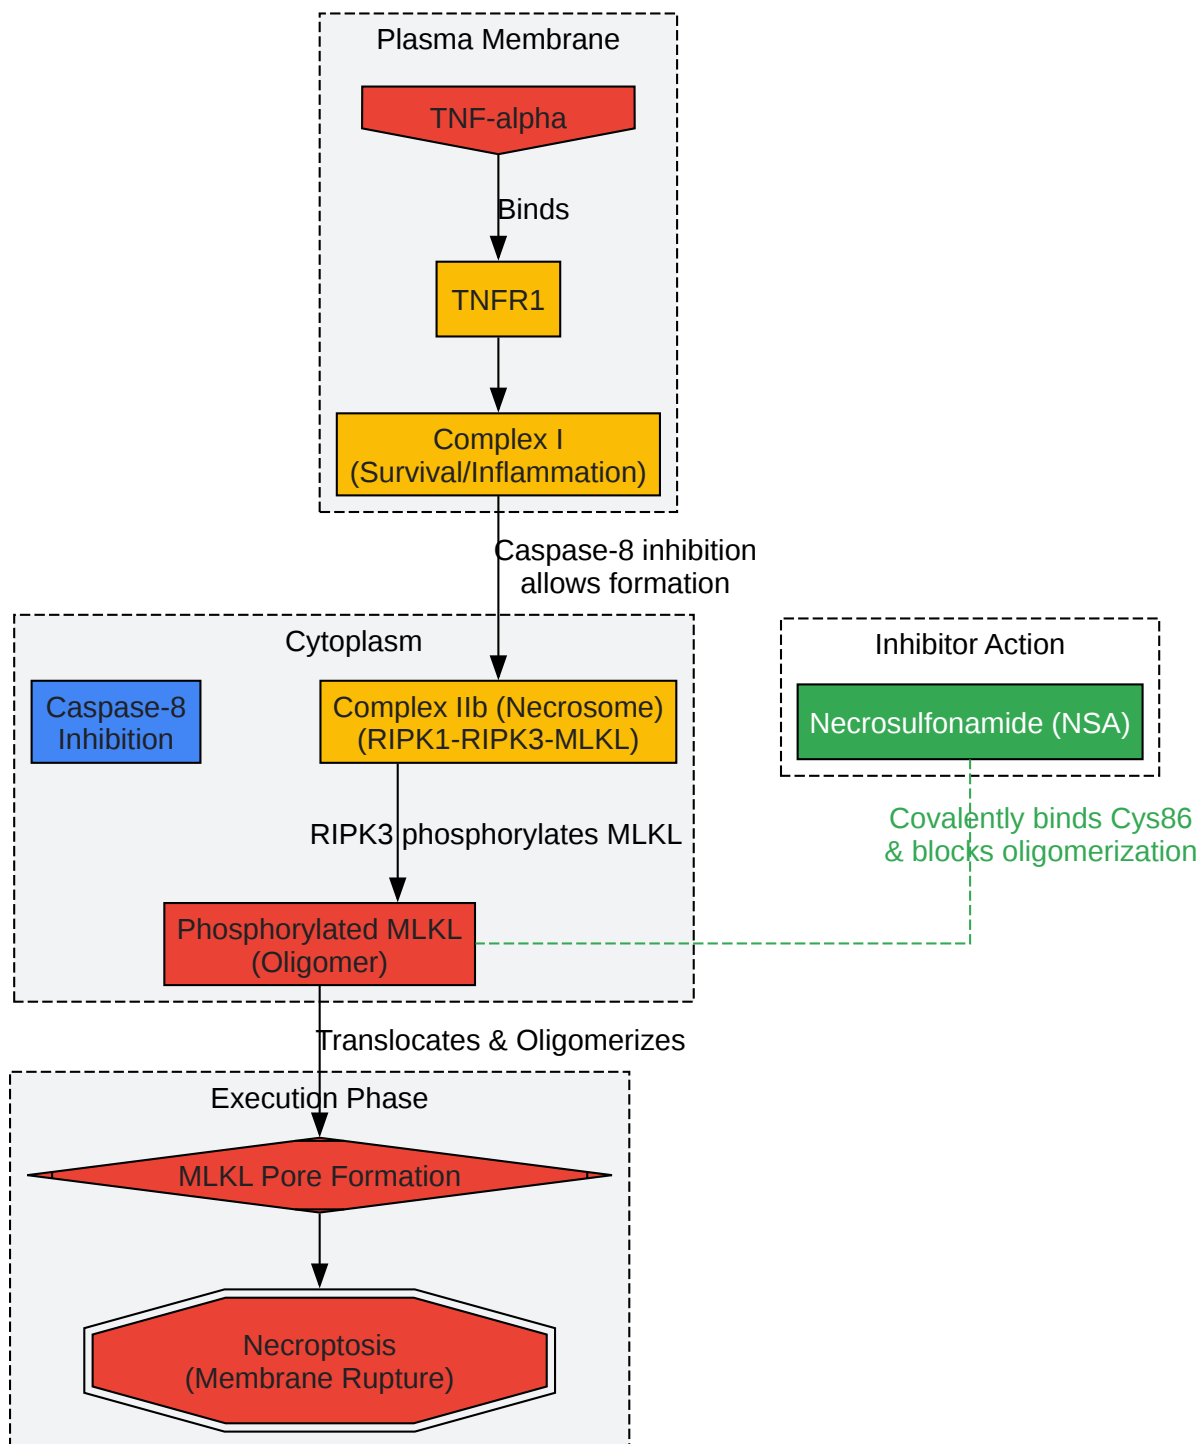 Plasma Membrane
TNF-alpha
Binds
TNFR1
Complex I
(Survival/Inflammation)
Caspase-8 inhibition
allows formation
Cytoplasm
Inhibitor Action
Caspase-8
Inhibition
Complex IIb (Necrosome)
(RIPK1-RIPK3-MLKL)
Necrosulfonamide (NSA)
RIPK3 phosphorylates MLKL
Covalently binds Cys86
& blocks oligomerization
Phosphorylated MLKL
(Oligomer)
Translocates & Oligomerizes
Execution Phase
MLKL Pore Formation
Necroptosis
(Membrane Rupture)